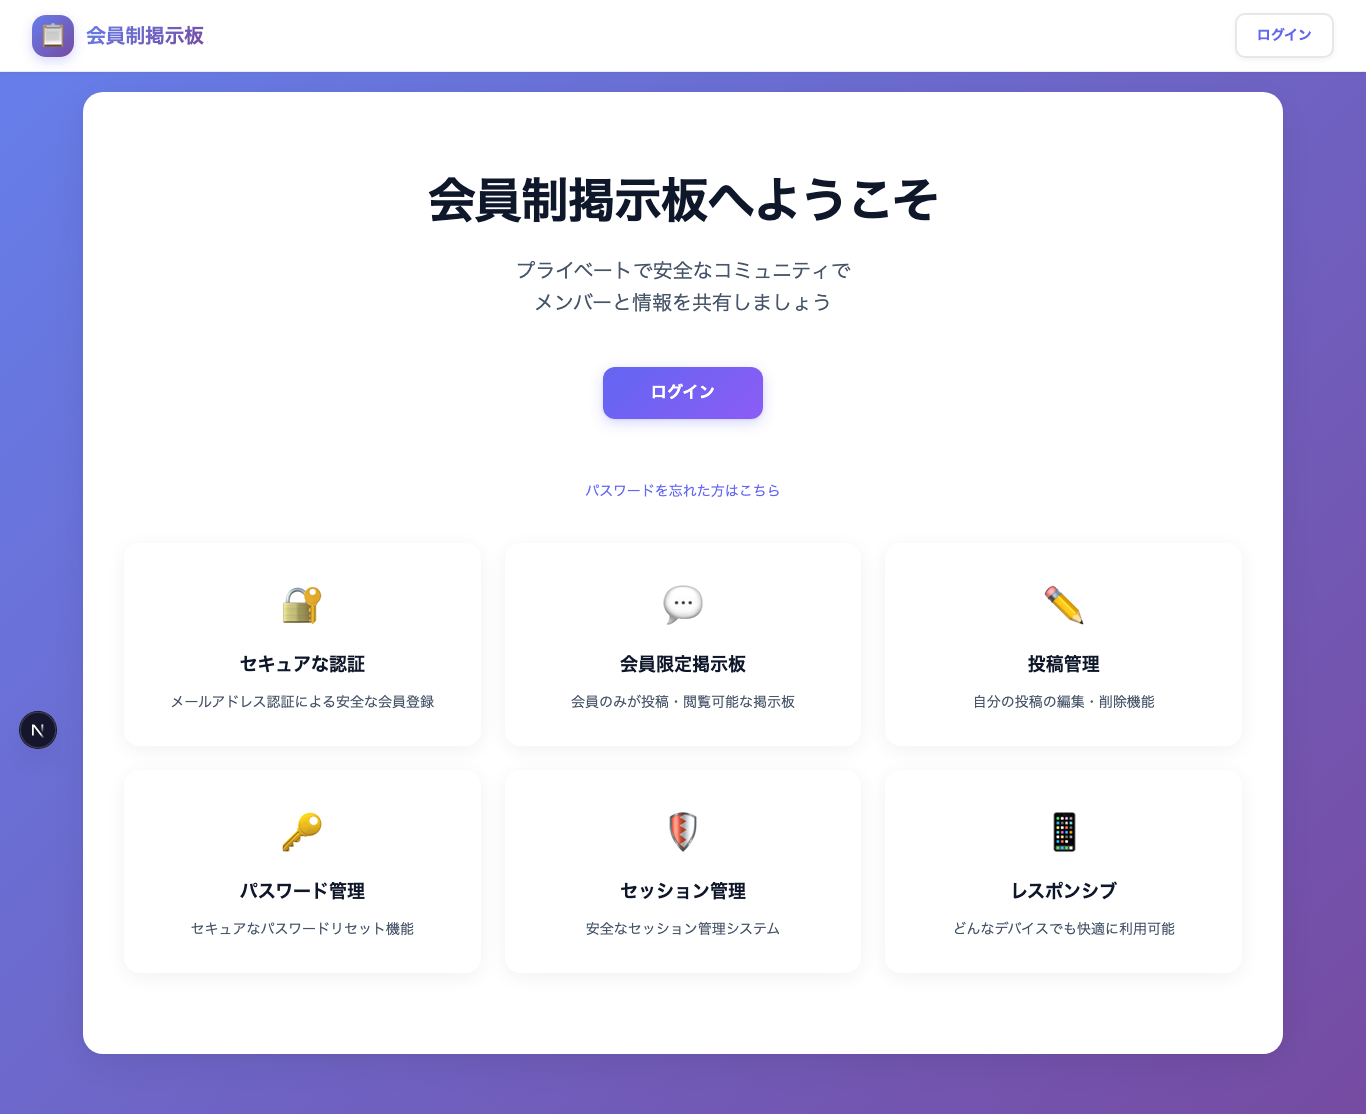 会員制掲示板
ログイン
会員制掲示板へようこそ
プライベートで安全なコミュニティで
メンバーと情報を共有しましょう
ログイン
パスワードを忘れた方はこちら
セキュアな認証
メールアドレス認証による安全な会員登録
会員限定掲示板
会員のみが投稿・閲覧可能な掲示板
投稿管理
自分の投稿の編集・削除機能
N
パスワード管理
セキュアなパスワードリセット機能
セッション管理
安全なセッション管理システム
レスポンシブ
どんなデバイスでも快適に利用可能